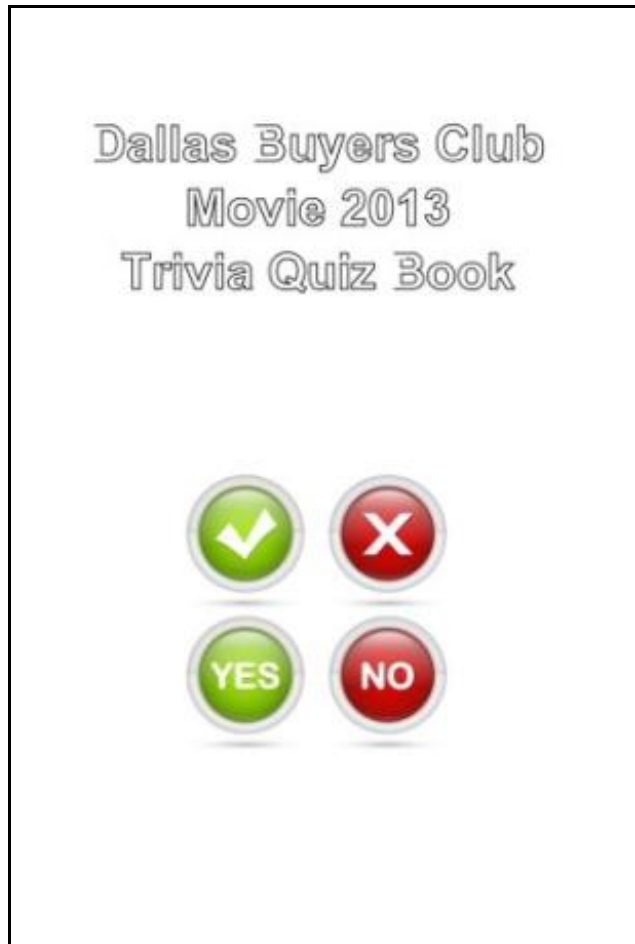 Dallas Buyers Club
Movie 2013
Trivia Quiz Book
X
YES NO